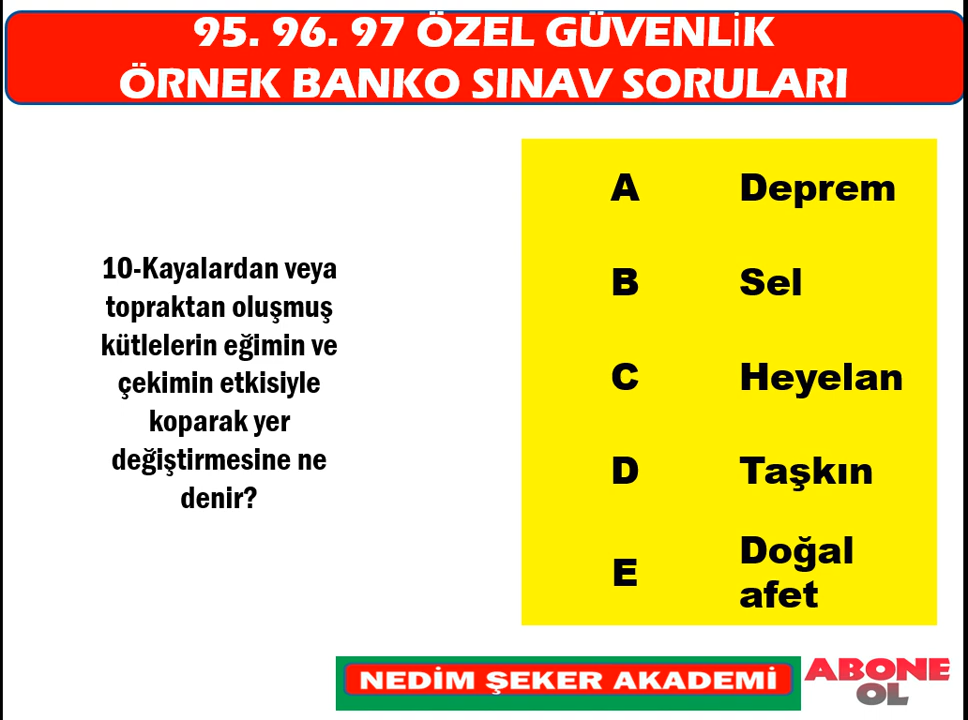 95. 96. 97 ÖZEL GÜVENLİK
ÖRNEK BANKO SINAV SORULARI
10-Kayalardan veya
topraktan oluşmuş
kütlelerin eğimin ve
çekimin etkisiyle
koparak yer
değiştirmesine ne
denir?
A Deprem
B Sel
C Heyelan
D Taşkın
E Doğal
afet
NEDİM ŞEKER AKADEMİ
ABONE
OL